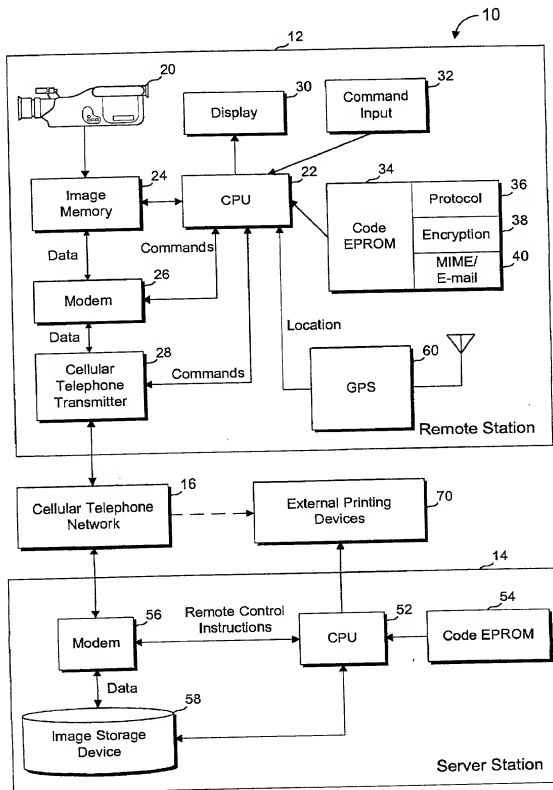 10
12
20
30
32
Display
Command
Input
24
22
34
Image
Memory
CPU
Code
EPROM
Protocol
36
Encryption
38
MIME/
E-mail
40
Data
Commands
26
Modem
Location
Data
28
60
Cellular
Telephone
Transmitter
Commands
GPS
Remote Station
16
70
Cellular Telephone
Network
External Printing
Devices
14
56
Remote Control
Instructions
52
54
Modem
CPU
Code EPROM
Data
58
Image Storage
Device
Server Station